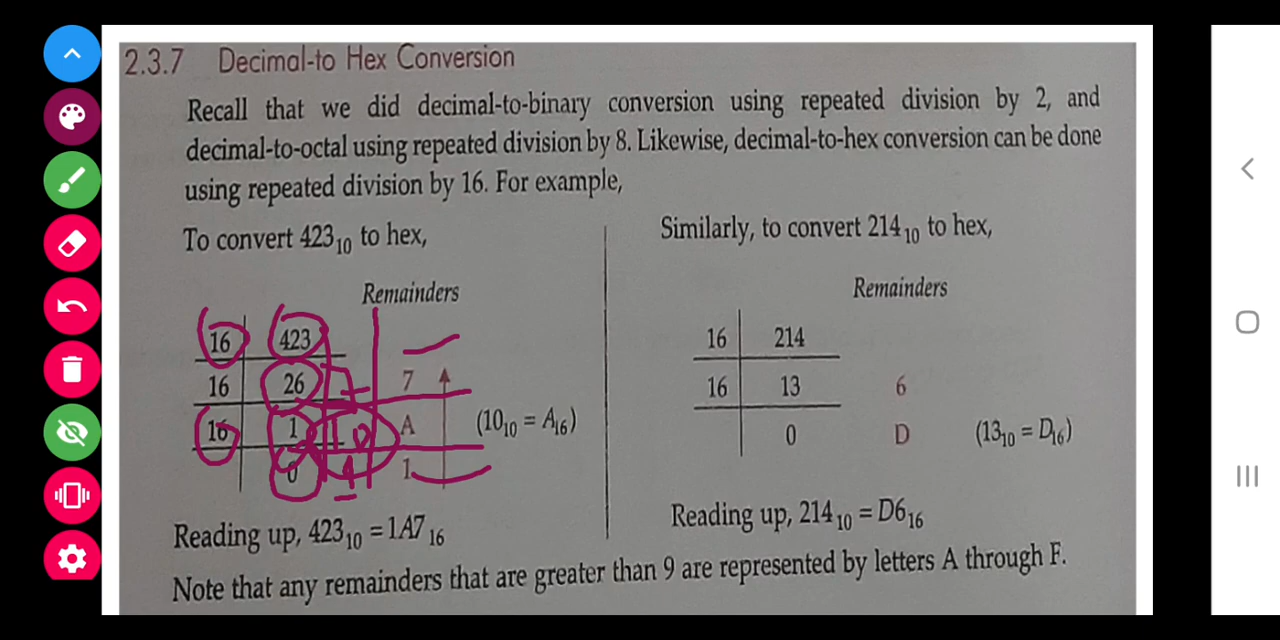 2.3.7 Decimal-to Hex Conversion
Recall that we did decimal-to-binary conversion using repeated division by 2, and
decimal-to-octal using repeated division by 8. Likewise, decimal-to-hex conversion can be done
using repeated division by 16. For example,
To convert 423₁₀ to hex,
Remainders
16 423
16 26 7 7
16 1 10 A (10₁₀ = A₁₆)
0 1 1
Reading up, 423₁₀ = 1A7₁₆
Similarly, to convert 214₁₀ to hex,
Remainders
16 214
16 13 6
0 D (13₁₀ = D₁₆)
Reading up, 214₁₀ = D6₁₆
Note that any remainders that are greater than 9 are represented by letters A through F.